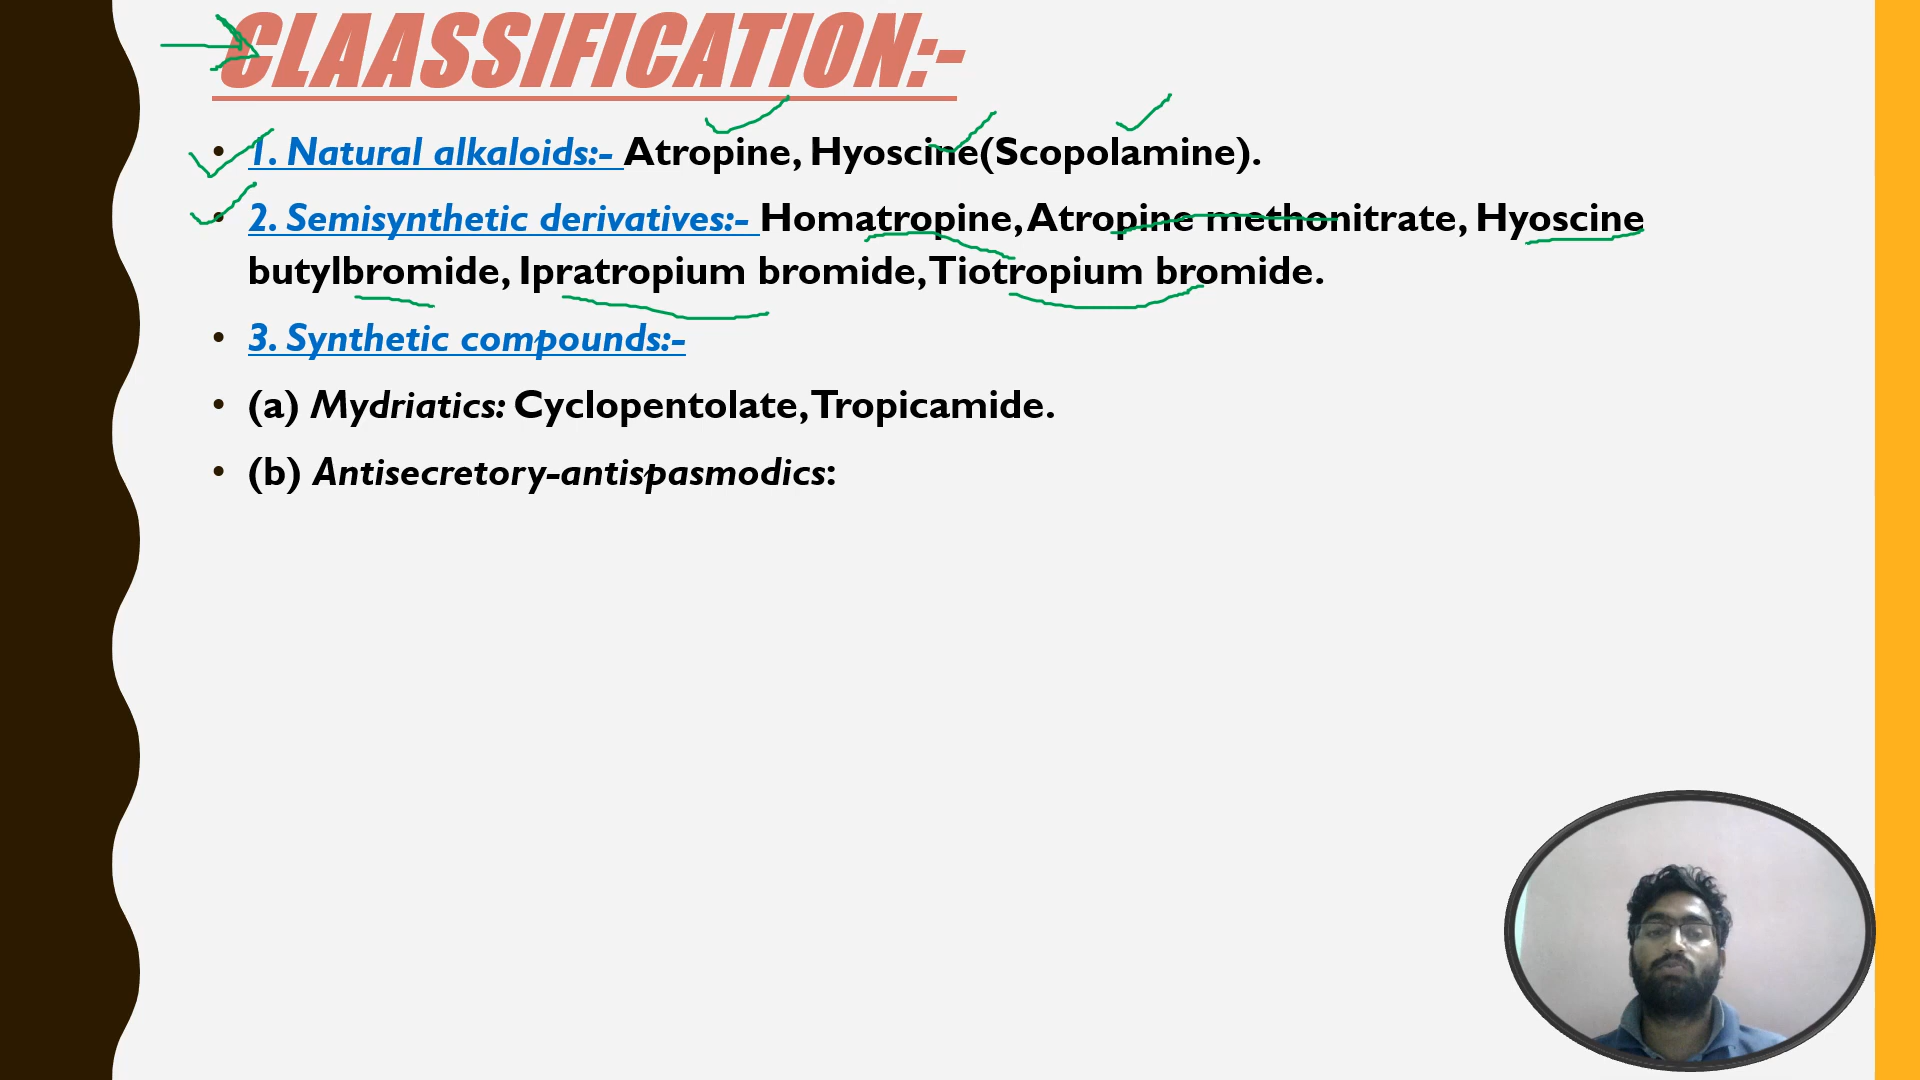 CLAASSIFICATION:-
• 1. Natural alkaloids:- Atropine, Hyoscine(Scopolamine).
• 2. Semisynthetic derivatives:- Homatropine, Atropine methonitrate, Hyoscine
butylbromide, Ipratropium bromide, Tiotropium bromide.
• 3. Synthetic compounds:-
• (a) Mydriatics: Cyclopentolate, Tropicamide.
• (b) Antisecretory-antispasmodics: